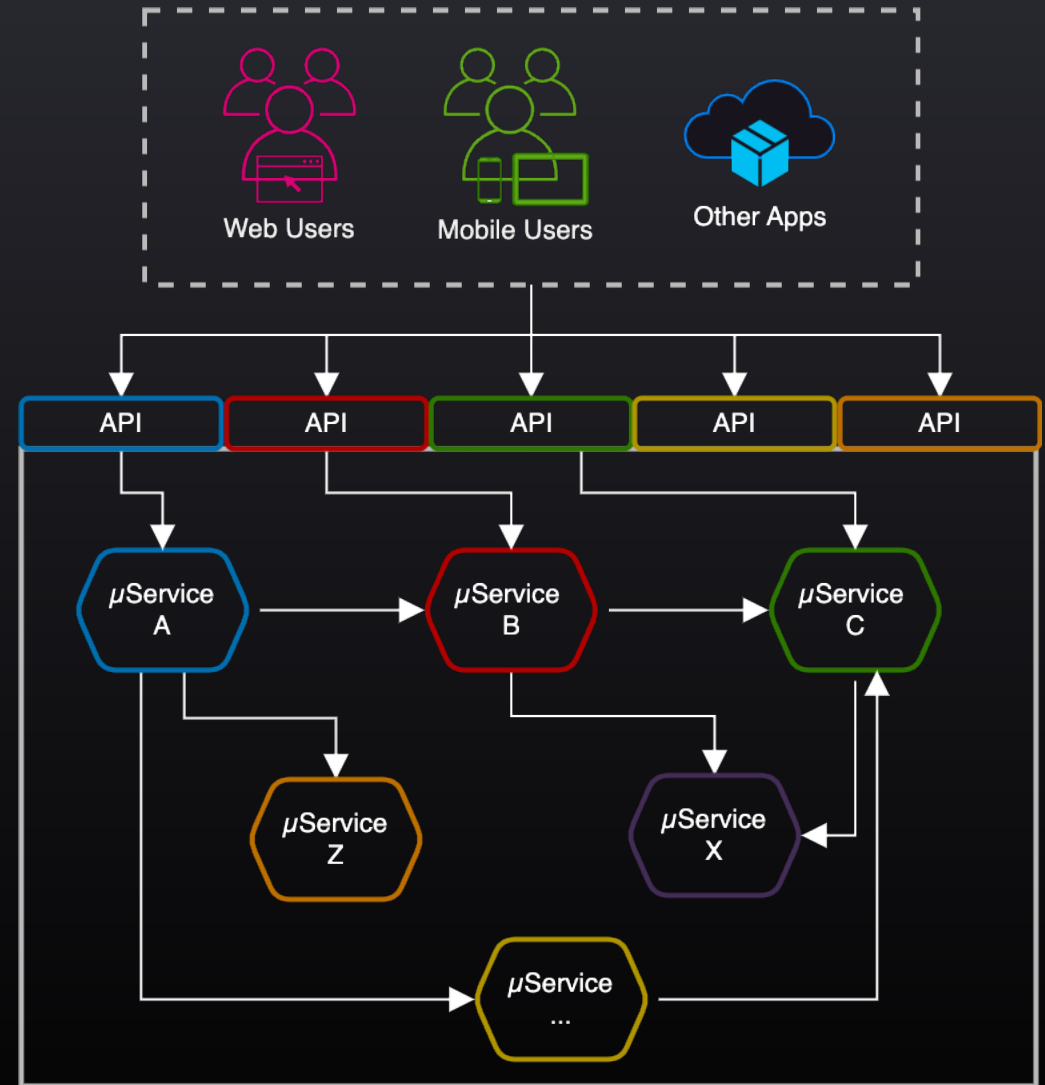 Web Users
Mobile Users
Other Apps
API
API
API
API
API
µService
A
µService
B
µService
C
µService
Z
µService
X
µService
...